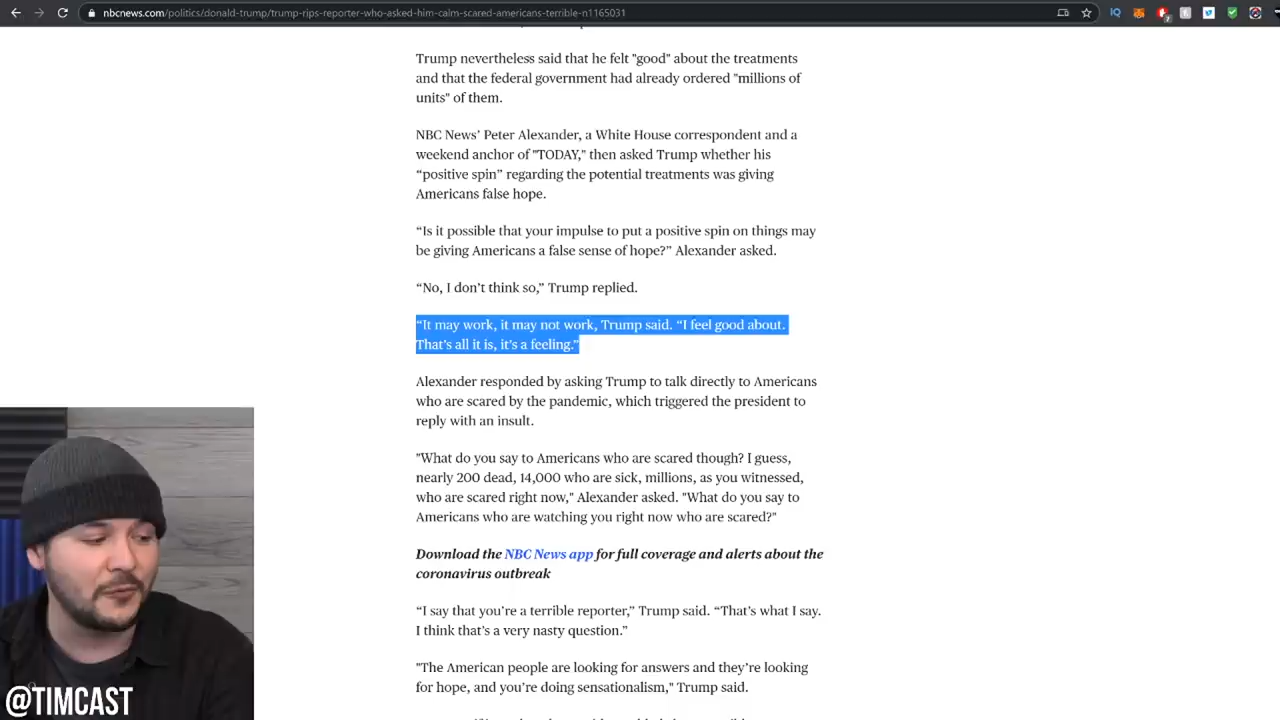 nbcnews.com/politics/donald-trump/trump-rips-reporter-who-asked-him-calm-scared-americans-terrible-n1165031
Trump nevertheless said that he felt "good" about the treatments
and that the federal government had already ordered "millions of
units" of them.
NBC News’ Peter Alexander, a White House correspondent and a
weekend anchor of "TODAY," then asked Trump whether his
“positive spin” regarding the potential treatments was giving
Americans false hope.
“Is it possible that your impulse to put a positive spin on things may
be giving Americans a false sense of hope?” Alexander asked.
“No, I don’t think so,” Trump replied.
“It may work, it may not work, Trump said. “I feel good about.
That’s all it is, it’s a feeling.”
Alexander responded by asking Trump to talk directly to Americans
who are scared by the pandemic, which triggered the president to
reply with an insult.
"What do you say to Americans who are scared though? I guess,
nearly 200 dead, 14,000 who are sick, millions, as you witnessed,
who are scared right now," Alexander asked. "What do you say to
Americans who are watching you right now who are scared?"
Download the NBC News app for full coverage and alerts about the
coronavirus outbreak
“I say that you’re a terrible reporter,” Trump said. “That’s what I say.
I think that’s a very nasty question.”
"The American people are looking for answers and they’re looking
for hope, and you’re doing sensationalism," Trump said.
@TIMCAST